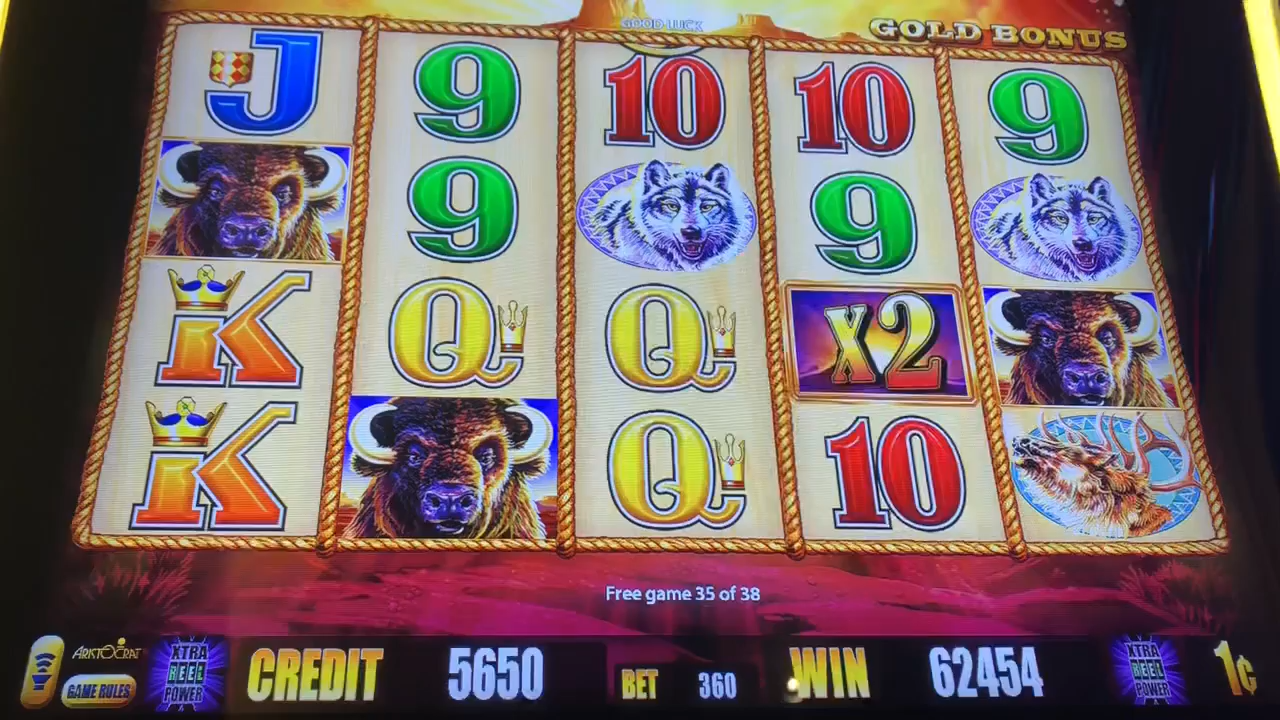 GOOD LUCK
GOLD BONUS
J 9 10 10 9
9 9
K Q Q X2
K Q 10
Free game 35 of 38
ARISTOCRAT
GAME RULES
XTRA REEL POWER
CREDIT 5650 BET 360 WIN 62454
XTRA REEL POWER
1¢